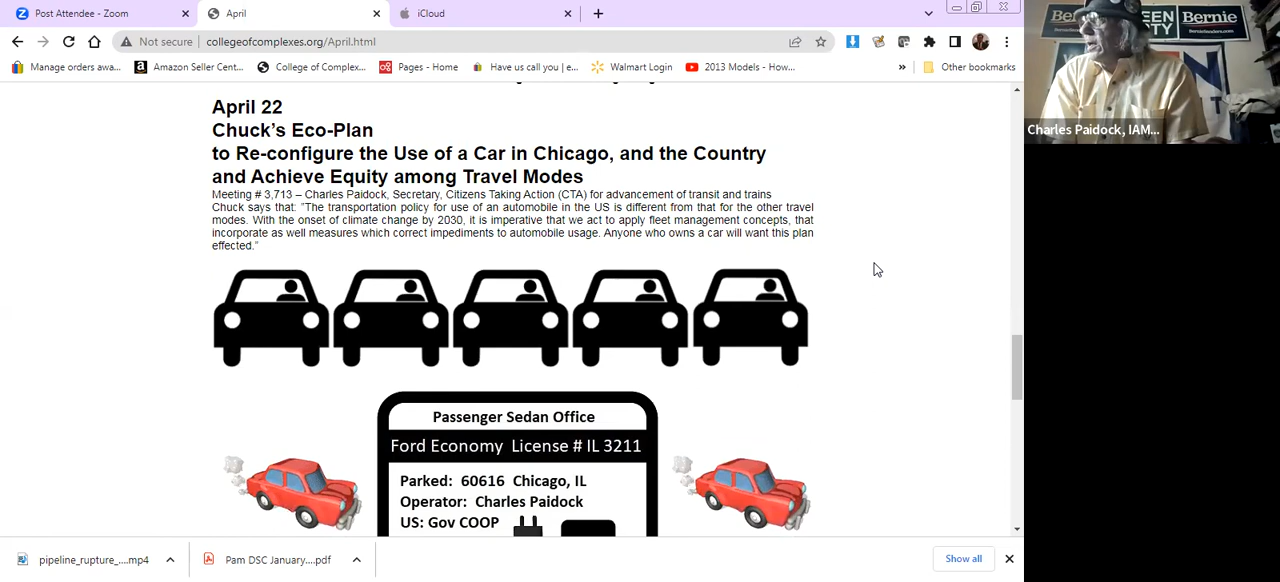 Post Attendee - Zoom
April
iCloud
Not secure
collegeofcomplexes.org/April.html
Manage orders awa...
Amazon Seller Cent...
College of Complex...
Pages - Home
Have us call you | e...
Walmart Login
2013 Models - How...
»
Other bookmarks
April 22
Chuck's Eco-Plan
to Re-configure the Use of a Car in Chicago, and the Country
and Achieve Equity among Travel Modes
Meeting # 3,713 – Charles Paidock, Secretary, Citizens Taking Action (CTA) for advancement of transit and trains
Chuck says that: "The transportation policy for use of an automobile in the US is different from that for the other travel
modes. With the onset of climate change by 2030, it is imperative that we act to apply fleet management concepts, that
incorporate as well measures which correct impediments to automobile usage. Anyone who owns a car will want this plan
effected."
Passenger Sedan Office
Ford Economy License # IL 3211
Parked: 60616 Chicago, IL
Operator: Charles Paidock
US: Gov COOP
pipeline_rupture_....mp4
Pam DSC January....pdf
Show all
Bernie
Charles Paidock, IAM...